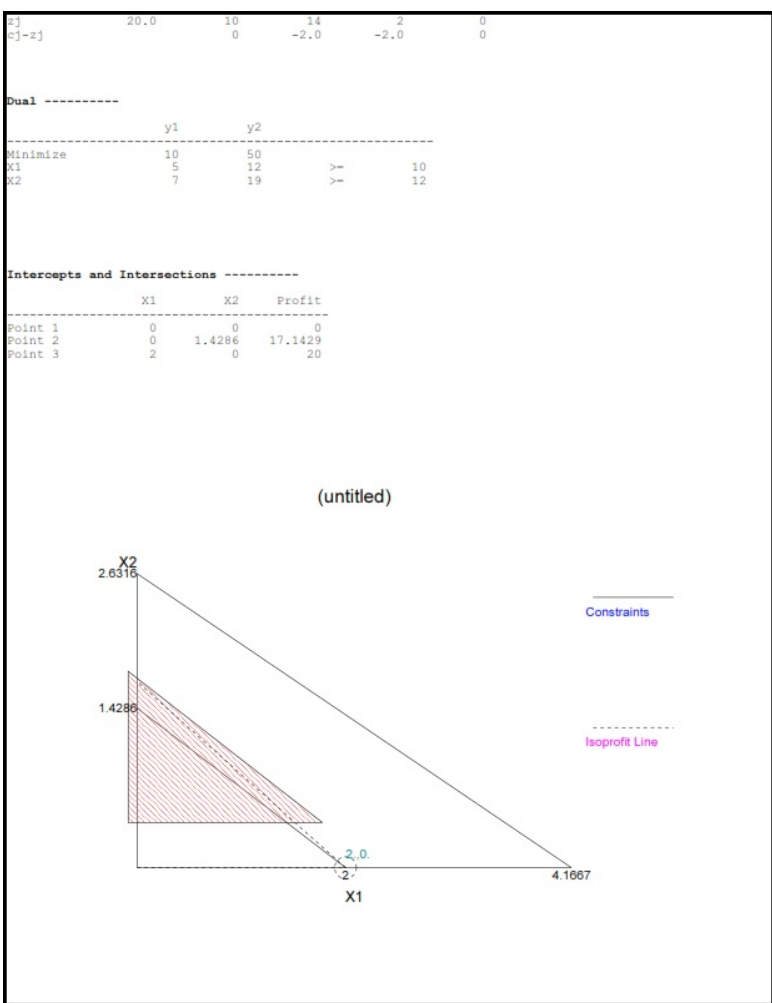 zj 20.0 10 14 2 0
cj-zj 0 -2.0 -2.0 0
Dual ----------
y1 y2
Minimize 10 50
X1 5 12 >= 10
X2 7 19 >= 12
Intercepts and Intersections ----------
X1 X2 Profit
Point 1 0 0 0
Point 2 0 1.4286 17.1429
Point 3 2 0 20
(untitled)
X2
2.6316
Constraints
1.4286
Isoprofit Line
2,.0.
2
4.1667
X1